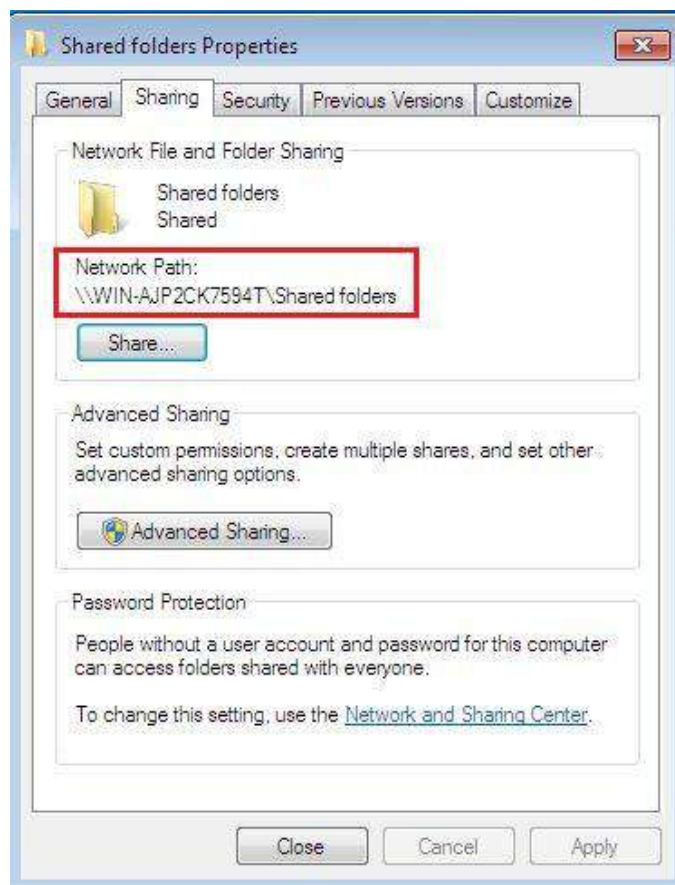 Shared folders Properties
General Sharing Security Previous Versions Customize
Network File and Folder Sharing
Shared folders
Shared
Network Path:
\\WIN-AJP2CK7594T\Shared folders
Share...
Advanced Sharing
Set custom permissions, create multiple shares, and set other
advanced sharing options.
Advanced Sharing...
Password Protection
People without a user account and password for this computer
can access folders shared with everyone.
To change this setting, use the Network and Sharing Center.
Close Cancel Apply